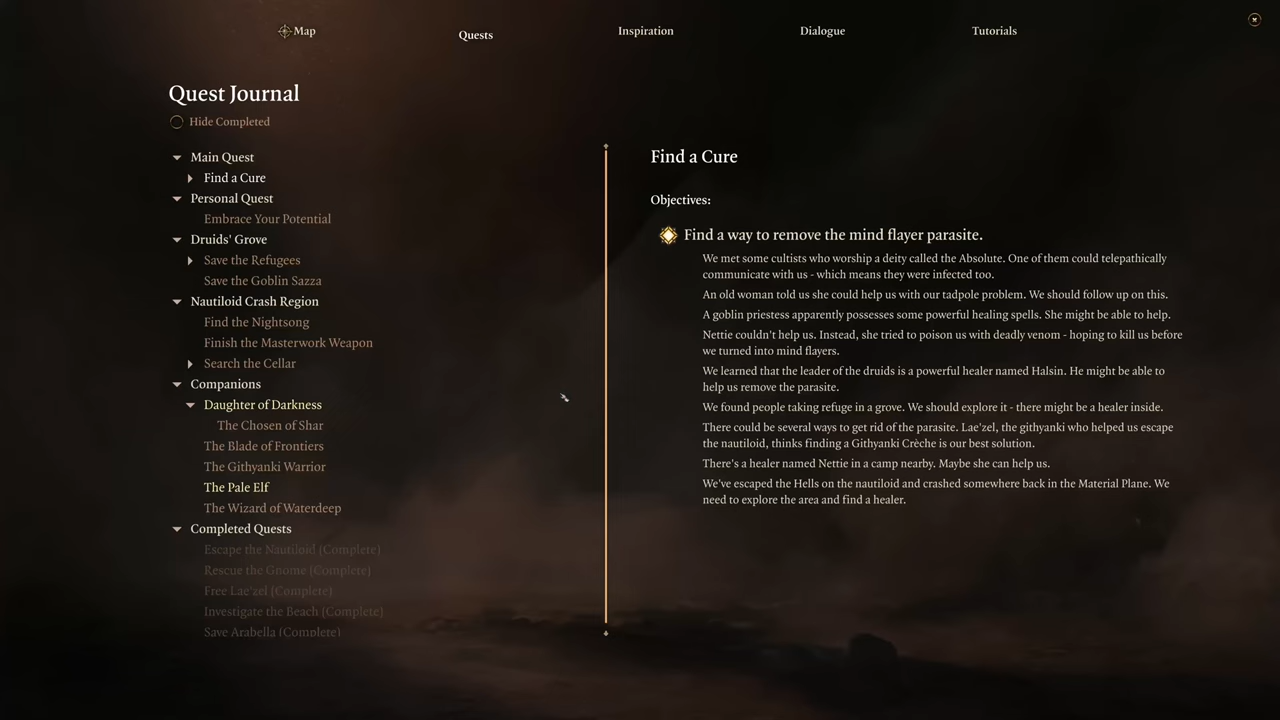 Map
Quests
Inspiration
Dialogue
Tutorials
Quest Journal
Hide Completed
Main Quest
Find a Cure
Personal Quest
Embrace Your Potential
Druids' Grove
Save the Refugees
Save the Goblin Sazza
Nautiloid Crash Region
Find the Nightsong
Finish the Masterwork Weapon
Search the Cellar
Companions
Daughter of Darkness
The Chosen of Shar
The Blade of Frontiers
The Githyanki Warrior
The Pale Elf
The Wizard of Waterdeep
Completed Quests
Escape the Nautiloid (Complete)
Rescue the Gnome (Complete)
Free Lae'zel (Complete)
Investigate the Beach (Complete)
Save Arabella (Complete)
Find a Cure
Objectives:
Find a way to remove the mind flayer parasite.
We met some cultists who worship a deity called the Absolute. One of them could telepathically
communicate with us - which means they were infected too.
An old woman told us she could help us with our tadpole problem. We should follow up on this.
A goblin priestess apparently possesses some powerful healing spells. She might be able to help.
Nettie couldn't help us. Instead, she tried to poison us with deadly venom - hoping to kill us before
we turned into mind flayers.
We learned that the leader of the druids is a powerful healer named Halsin. He might be able to
help us remove the parasite.
We found people taking refuge in a grove. We should explore it - there might be a healer inside.
There could be several ways to get rid of the parasite. Lae'zel, the githyanki who helped us escape
the nautiloid, thinks finding a Githyanki Crèche is our best solution.
There's a healer named Nettie in a camp nearby. Maybe she can help us.
We've escaped the Hells on the nautiloid and crashed somewhere back in the Material Plane. We
need to explore the area and find a healer.